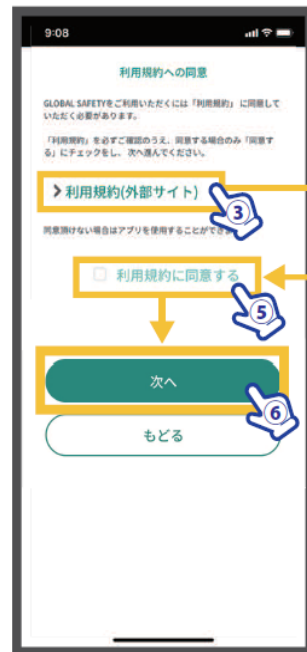 9:08
利用規約への同意
GLOBAL SAFETYをご利用いただくには「利用規約」に同意して
いただく必要があります。
「利用規約」を必ずご確認のうえ、同意する場合のみ「同意す
る」にチェックをし、次へ進んでください。
利用規約(外部サイト)
3
同意頂けない場合はアプリを使用することができま
利用規約に同意する
5
次へ
6
もどる